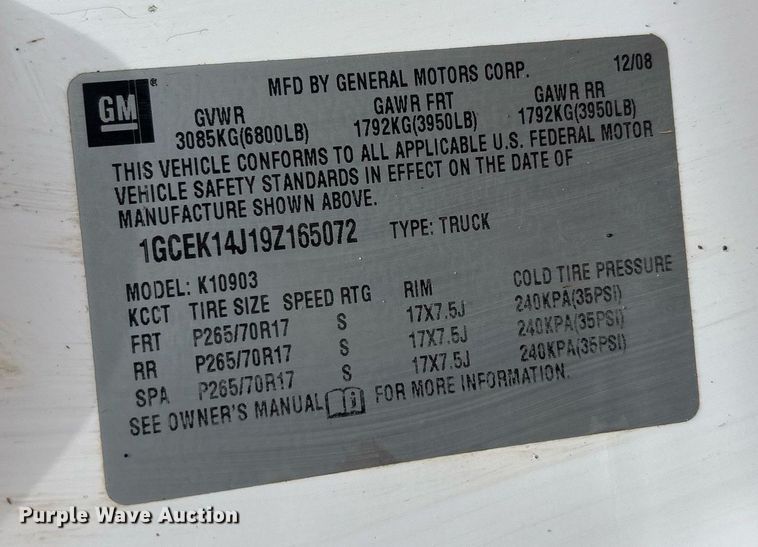 GM ® MFD BY GENERAL MOTORS CORP. 12/08
GVWR GAWR FRT GAWR RR
3085KG(6800LB) 1792KG(3950LB) 1792KG(3950LB)
THIS VEHICLE CONFORMS TO ALL APPLICABLE U.S. FEDERAL MOTOR
VEHICLE SAFETY STANDARDS IN EFFECT ON THE DATE OF
MANUFACTURE SHOWN ABOVE.
1GCEK14J19Z165072 TYPE: TRUCK
MODEL: K10903
KCCT TIRE SIZE SPEED RTG RIM COLD TIRE PRESSURE
FRT P265/70R17 S 17X7.5J 240KPA(35PSI)
RR P265/70R17 S 17X7.5J 240KPA(35PSI)
SPA P265/70R17 S 17X7.5J 240KPA(35PSI)
SEE OWNER'S MANUAL i FOR MORE INFORMATION.
Purple Wave Auction